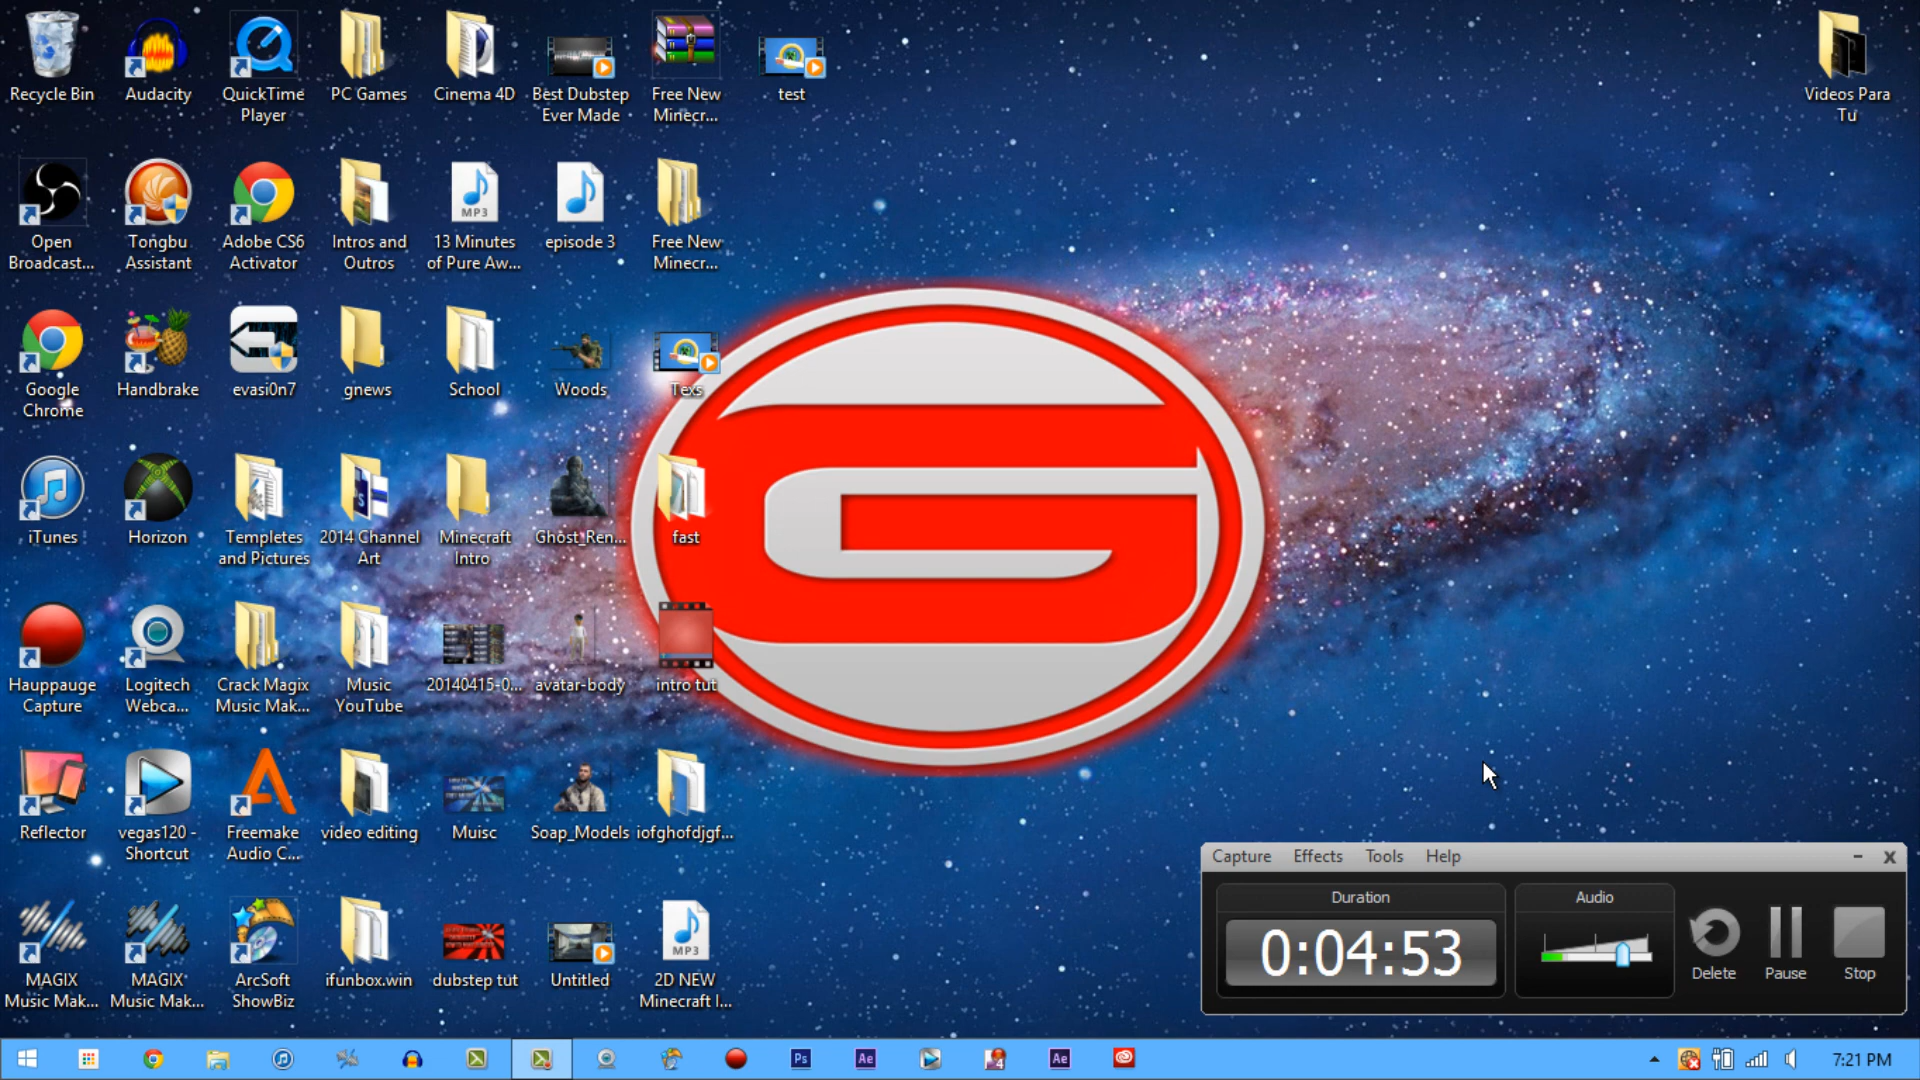 Recycle Bin
Audacity
QuickTime
Player
PC Games
Cinema 4D
Best Dubstep
Ever Made
Free New
Minecr...
test
Videos Para
Tu
Open
Broadcast...
Tongbu
Assistant
Adobe CS6
Activator
Intros and
Outros
MP3
13 Minutes
of Pure Aw...
episode 3
Free New
Minecr...
Google
Chrome
Handbrake
evasi0n7
gnews
School
Woods
Texs
iTunes
Horizon
Templetes
and Pictures
2014 Channel
Art
Minecraft
Intro
Ghost_Ren...
fast
Hauppauge
Capture
Logitech
Webca...
Crack Magix
Music Mak...
Music
YouTube
20140415-0...
avatar-body
intro tut
Reflector
vegas120 -
Shortcut
Freemake
Audio C...
video editing
Muisc
Soap_Models
iofghofdjgf...
MAGIX
Music Mak...
MAGIX
Music Mak...
ArcSoft
ShowBiz
ifunbox.win
dubstep tut
Untitled
MP3
2D NEW
Minecraft I...
Capture Effects Tools Help
Duration
0:04:53
Audio
Delete
Pause
Stop
Ps
Ae
Ae
7:21 PM